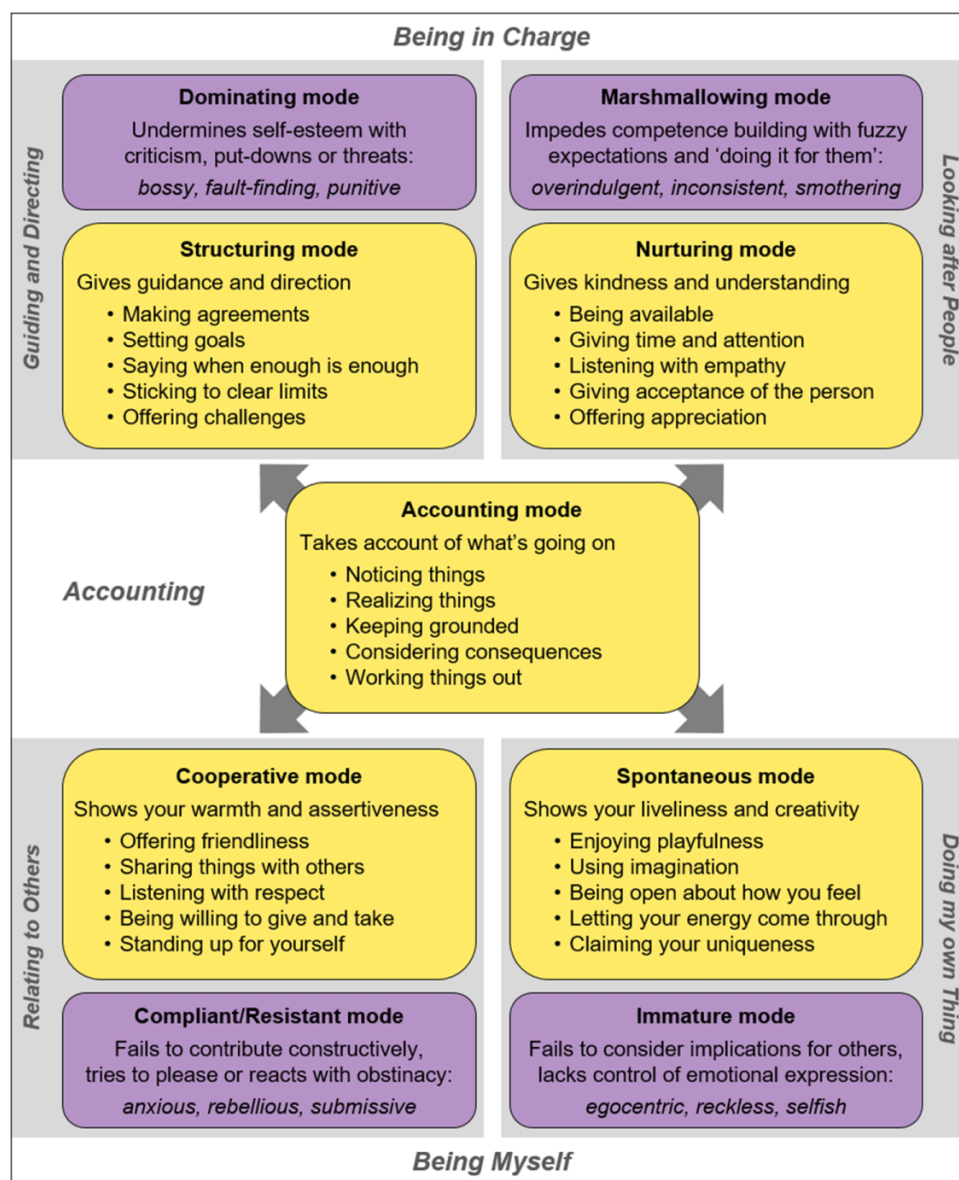 Being in Charge
Guiding and Directing
Dominating mode
Undermines self-esteem with
criticism, put-downs or threats:
bossy, fault-finding, punitive
Structuring mode
Gives guidance and direction
• Making agreements
• Setting goals
• Saying when enough is enough
• Sticking to clear limits
• Offering challenges
Marshmallowing mode
Impedes competence building with fuzzy
expectations and ‘doing it for them’:
overindulgent, inconsistent, smothering
Nurturing mode
Gives kindness and understanding
• Being available
• Giving time and attention
• Listening with empathy
• Giving acceptance of the person
• Offering appreciation
Looking after People
Accounting
Accounting mode
Takes account of what’s going on
• Noticing things
• Realizing things
• Keeping grounded
• Considering consequences
• Working things out
Relating to Others
Cooperative mode
Shows your warmth and assertiveness
• Offering friendliness
• Sharing things with others
• Listening with respect
• Being willing to give and take
• Standing up for yourself
Compliant/Resistant mode
Fails to contribute constructively,
tries to please or reacts with obstinacy:
anxious, rebellious, submissive
Spontaneous mode
Shows your liveliness and creativity
• Enjoying playfulness
• Using imagination
• Being open about how you feel
• Letting your energy come through
• Claiming your uniqueness
Immature mode
Fails to consider implications for others,
lacks control of emotional expression:
egocentric, reckless, selfish
Doing my own Thing
Being Myself